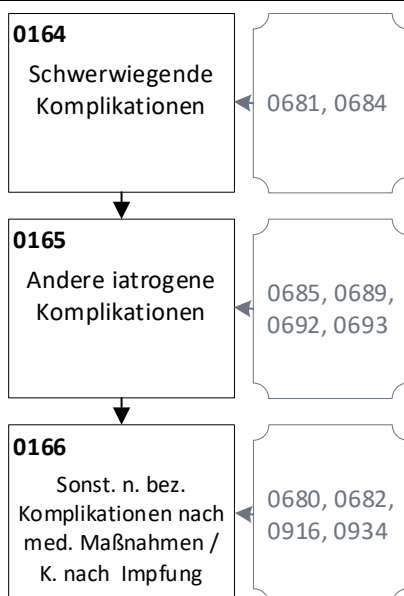 0164
Schwerwiegende
Komplikationen
0681, 0684
0165
Andere iatrogene
Komplikationen
0685, 0689,
0692, 0693
0166
Sonst. n. bez.
Komplikationen nach
med. Maßnahmen /
K. nach Impfung
0680, 0682,
0916, 0934